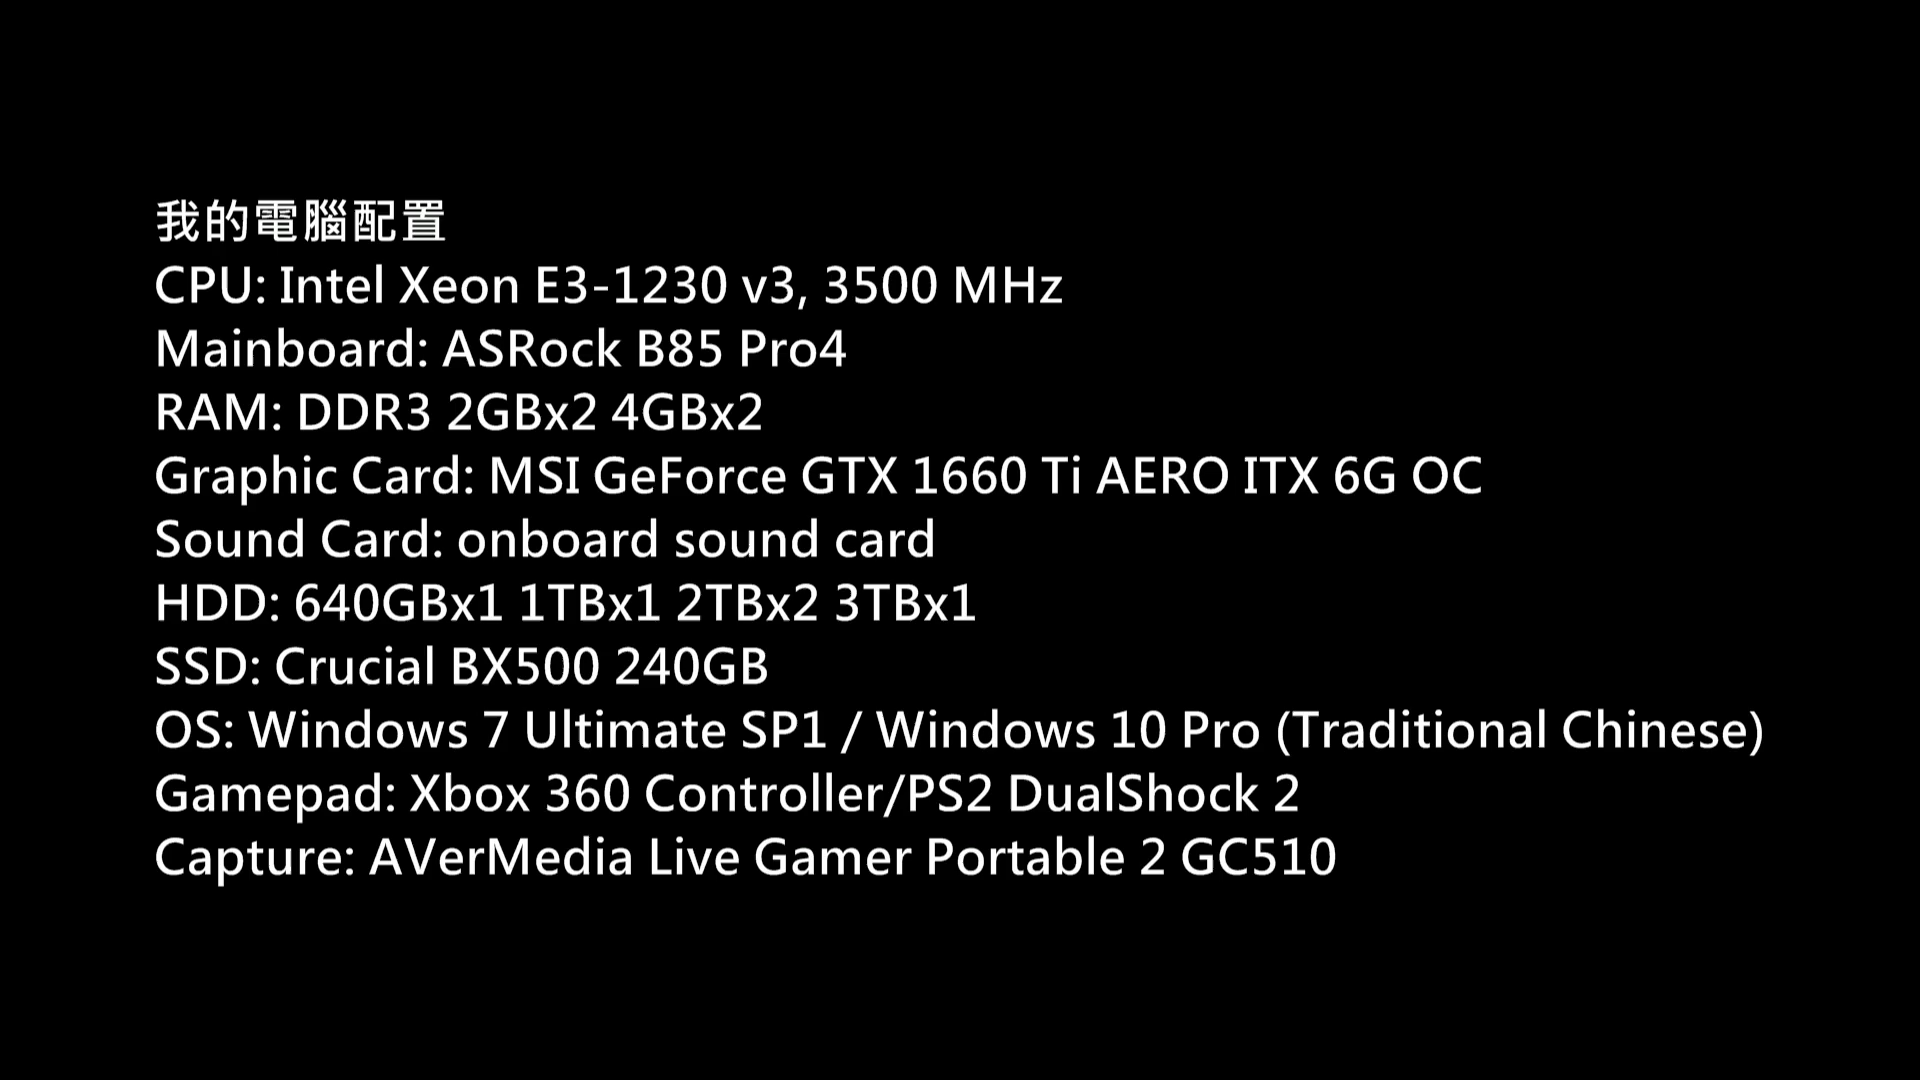 我的電腦配置
CPU: Intel Xeon E3-1230 v3, 3500 MHz
Mainboard: ASRock B85 Pro4
RAM: DDR3 2GBx2 4GBx2
Graphic Card: MSI GeForce GTX 1660 Ti AERO ITX 6G OC
Sound Card: onboard sound card
HDD: 640GBx1 1TBx1 2TBx2 3TBx1
SSD: Crucial BX500 240GB
OS: Windows 7 Ultimate SP1 / Windows 10 Pro (Traditional Chinese)
Gamepad: Xbox 360 Controller/PS2 DualShock 2
Capture: AVerMedia Live Gamer Portable 2 GC510